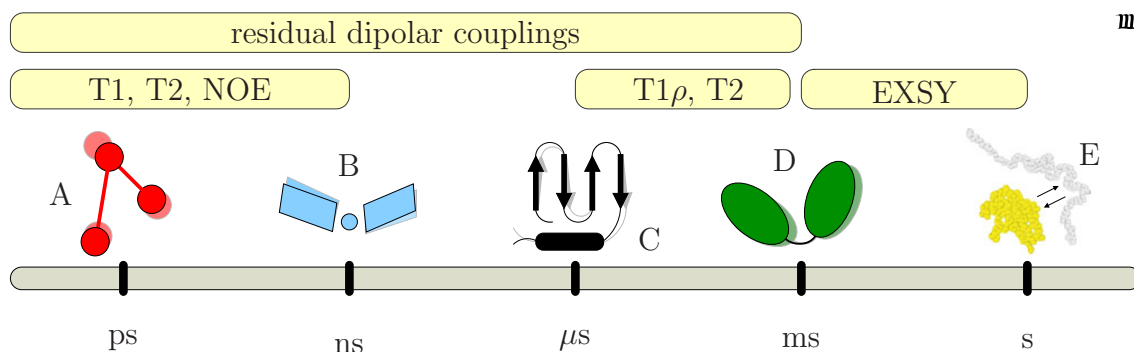 residual dipolar couplings
T1, T2, NOE
T1ρ, T2
EXSY
A
B
C
D
E
ps
ns
μs
ms
s